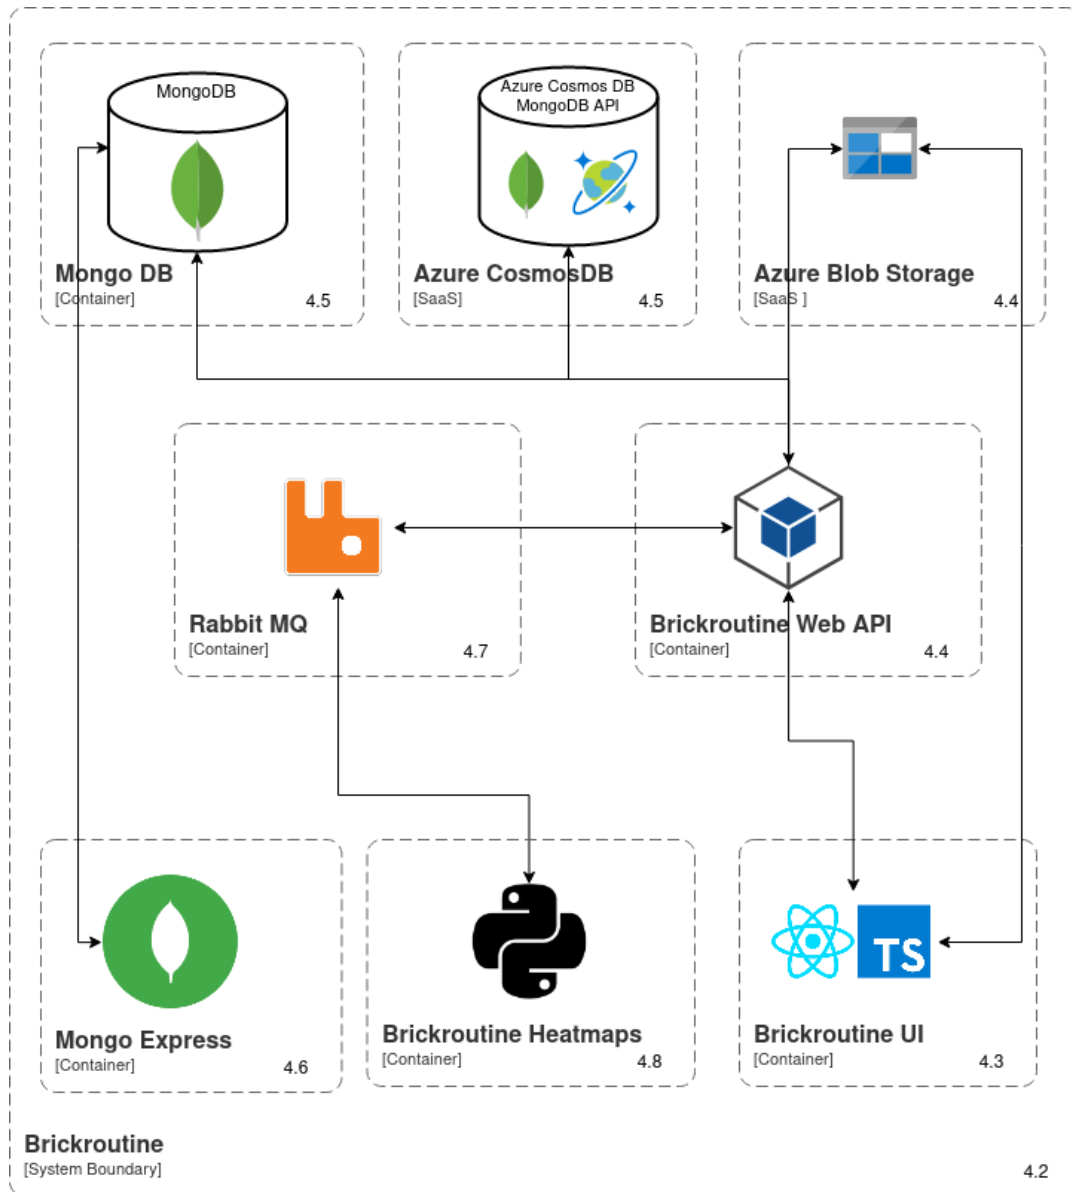 MongoDB
Mongo DB
[Container]
4.5
Azure Cosmos DB
MongoDB API
Azure CosmosDB
[SaaS]
4.5
Azure Blob Storage
[SaaS ]
4.4
Rabbit MQ
[Container]
4.7
Brickroutine Web API
[Container]
4.4
Mongo Express
[Container]
4.6
Brickroutine Heatmaps
[Container]
4.8
TS
Brickroutine UI
[Container]
4.3
Brickroutine
[System Boundary]
4.2